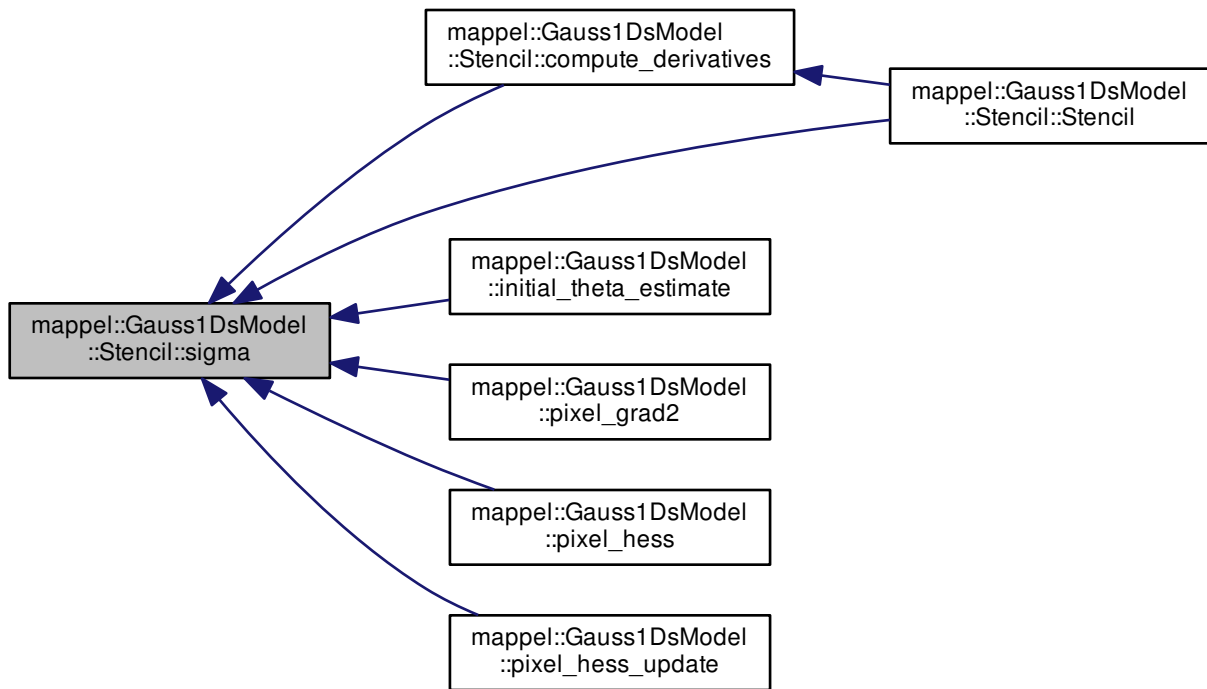 mappel::Gauss1DsModel
::Stencil::compute_derivatives
mappel::Gauss1DsModel
::Stencil::Stencil
mappel::Gauss1DsModel
::initial_theta_estimate
mappel::Gauss1DsModel
::Stencil::sigma
mappel::Gauss1DsModel
::pixel_grad2
mappel::Gauss1DsModel
::pixel_hess
mappel::Gauss1DsModel
::pixel_hess_update